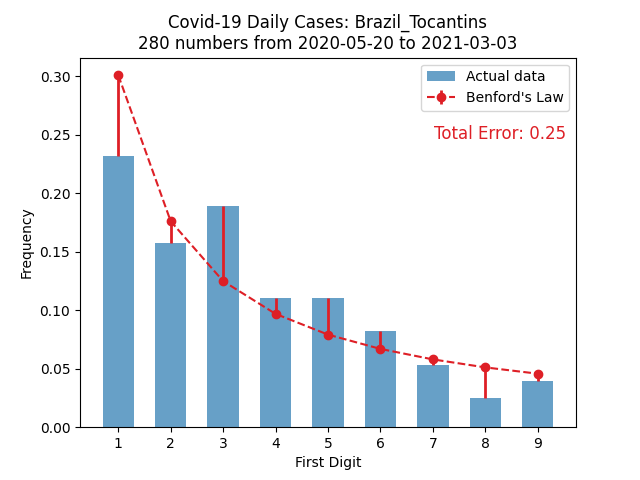 Covid-19 Daily Cases: Brazil_Tocantins
280 numbers from 2020-05-20 to 2021-03-03
Actual data
Benford's Law
Total Error: 0.25
0.30
0.25
0.20
0.15
0.10
0.05
0.00
Frequency
1 2 3 4 5 6 7 8 9
First Digit